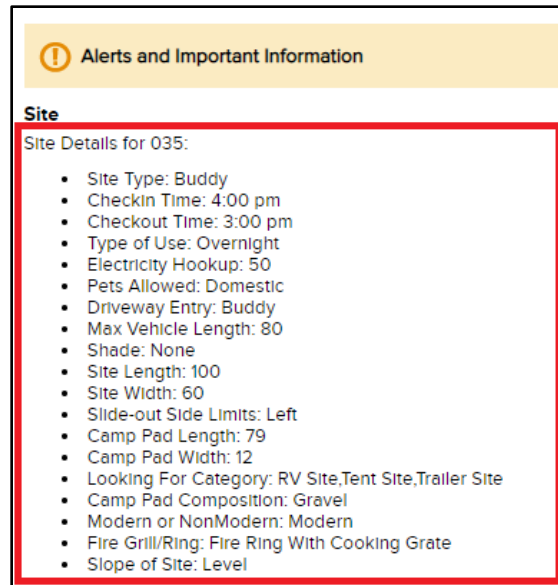 Alerts and Important Information
Site
Site Details for 035:
• Site Type: Buddy
• Checkin Time: 4:00 pm
• Checkout Time: 3:00 pm
• Type of Use: Overnight
• Electricity Hookup: 50
• Pets Allowed: Domestic
• Driveway Entry: Buddy
• Max Vehicle Length: 80
• Shade: None
• Site Length: 100
• Site Width: 60
• Slide-out Side Limits: Left
• Camp Pad Length: 79
• Camp Pad Width: 12
• Looking For Category: RV Site,Tent Site,Trailer Site
• Camp Pad Composition: Gravel
• Modern or NonModern: Modern
• Fire Grill/Ring: Fire Ring With Cooking Grate
• Slope of Site: Level